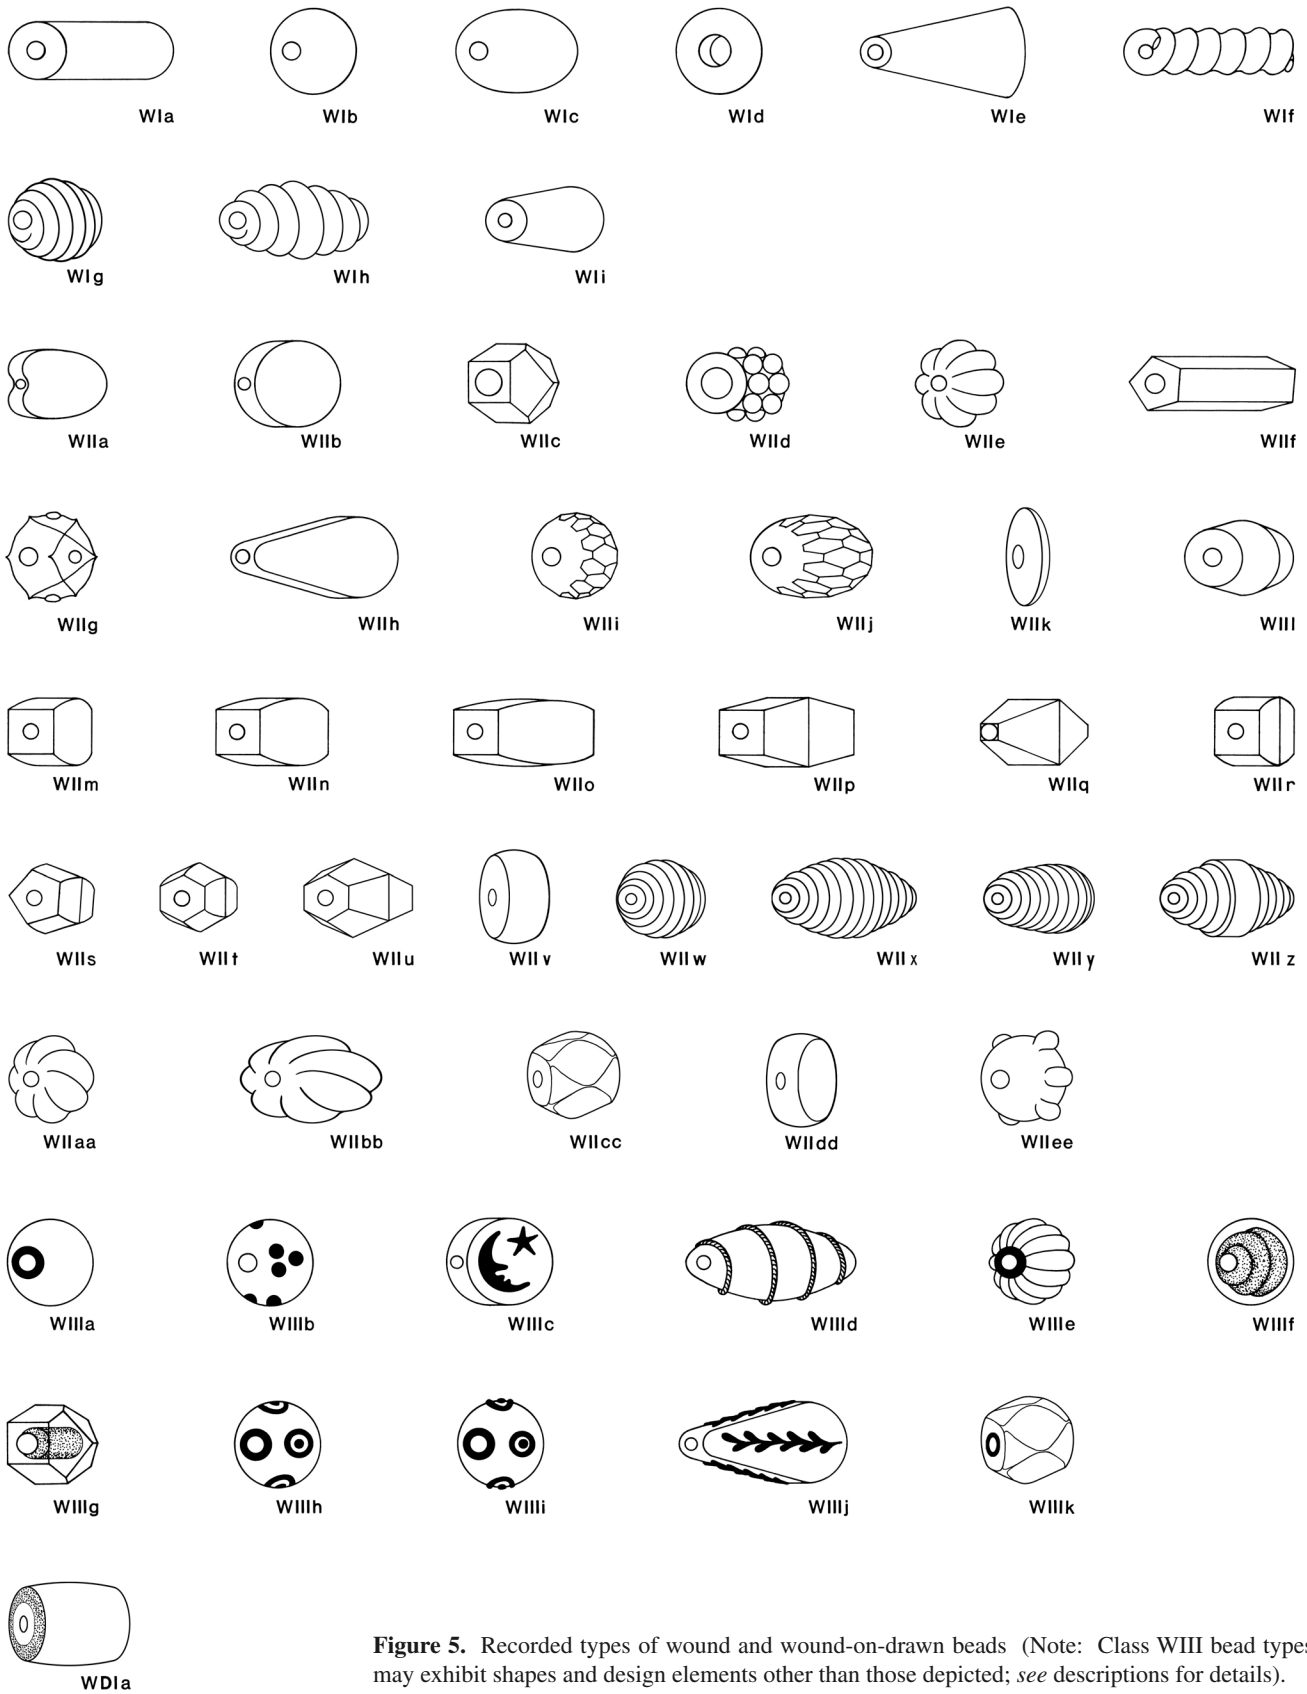 WIa WIb WIc WId WIe WIf
WIg WIh WIi
WIIa WIIb WIIc WIId WIIe WIIf
WIIg WIIh WIIi WIIj WIIk WIIl
WIIm WIIn WIIo WIIp WIIq WIIr
WIIs WIIt WIIu WIIv WIIw WIIx WIIy WIIz
WIIaa WIIbb WIIcc WIIdd WIIee
WIIIa WIIIb WIIIc WIIId WIIIe WIIIf
WIIIg WIIIh WIIIi WIIIj WIIIk
WDIa
Figure 5. Recorded types of wound and wound-on-drawn beads (Note: Class WIII bead types
may exhibit shapes and design elements other than those depicted; see descriptions for details).